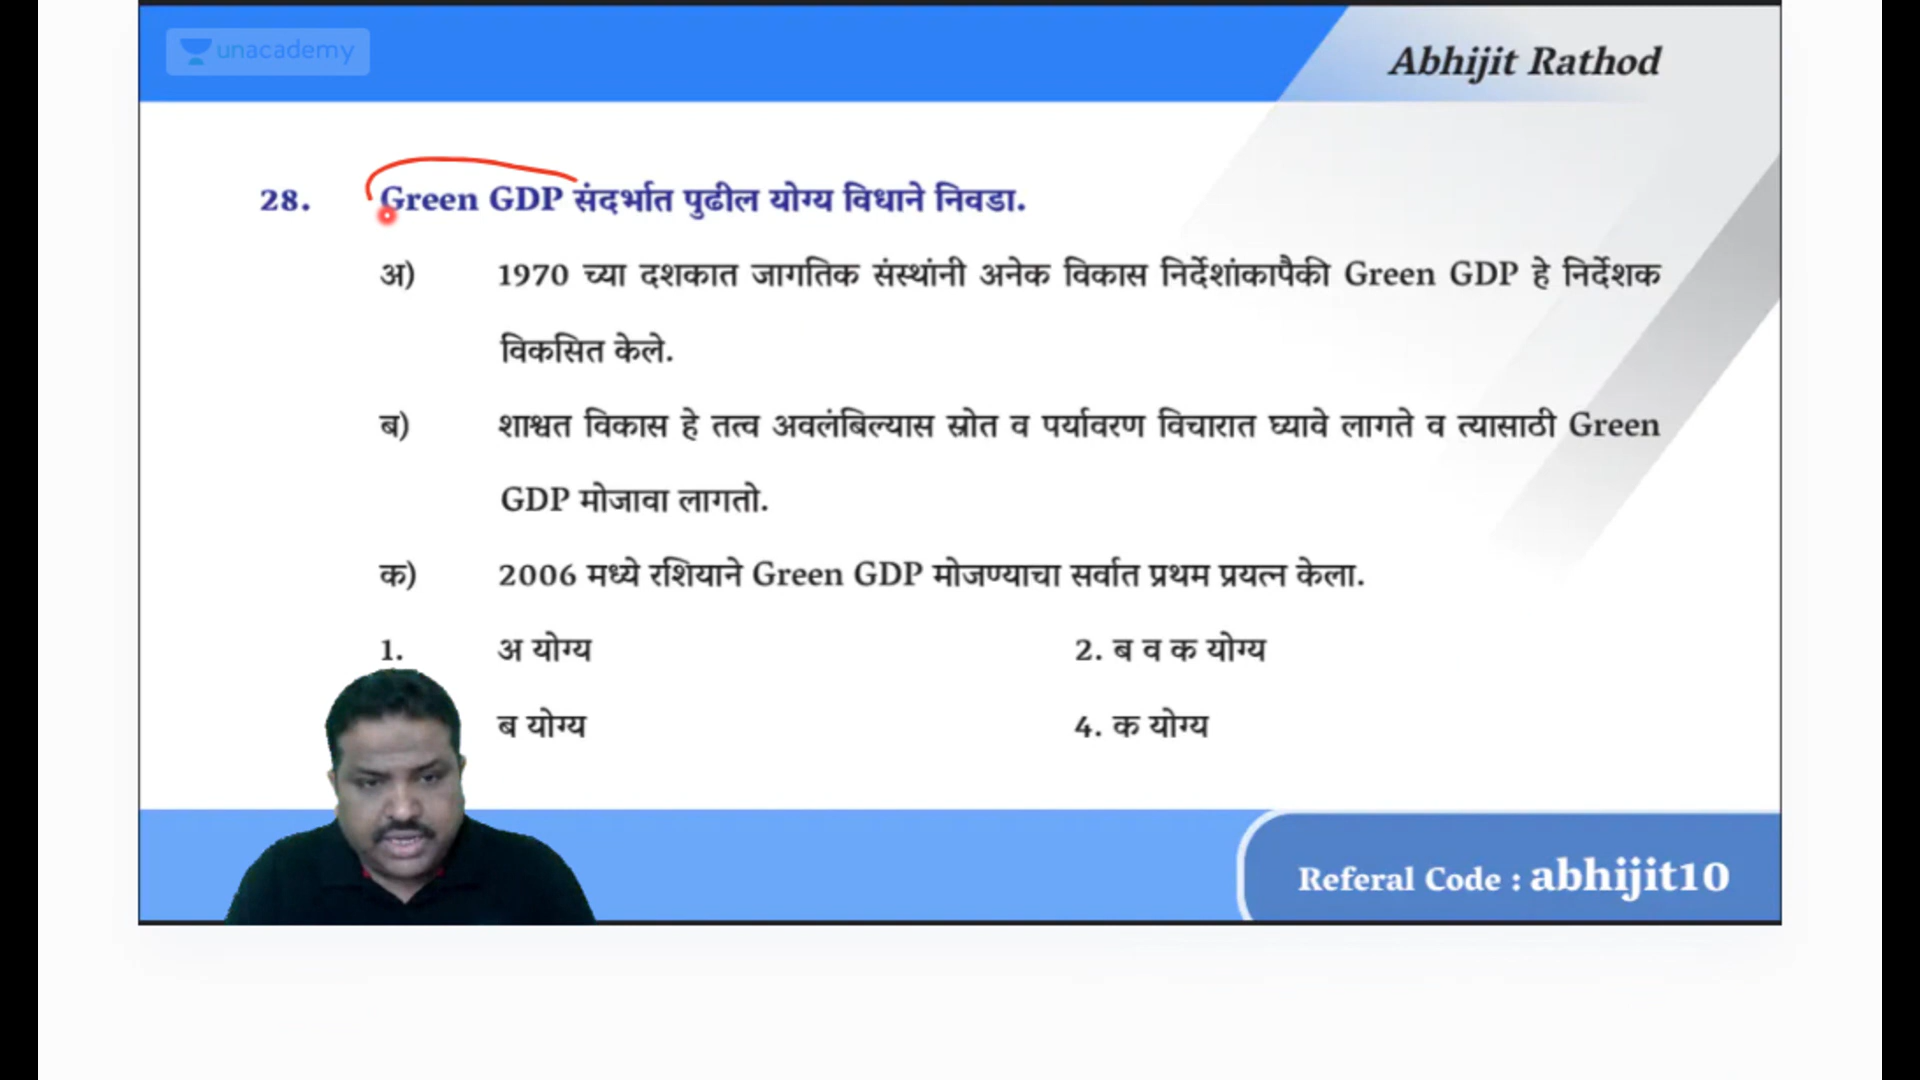 unacademy
Abhijit Rathod
28. Green GDP संदर्भात पुढील योग्य विधाने निवडा.
अ) 1970 च्या दशकात जागतिक संस्थांनी अनेक विकास निर्देशांकापैकी Green GDP हे निर्देशक
विकसित केले.
ब) शाश्वत विकास हे तत्व अवलंबिल्यास स्रोत व पर्यावरण विचारात घ्यावे लागते व त्यासाठी Green
GDP मोजावा लागतो.
क) 2006 मध्ये रशियाने Green GDP मोजण्याचा सर्वात प्रथम प्रयत्न केला.
1. अ योग्य 2. ब व क योग्य
ब योग्य 4. क योग्य
Referal Code : abhijit10